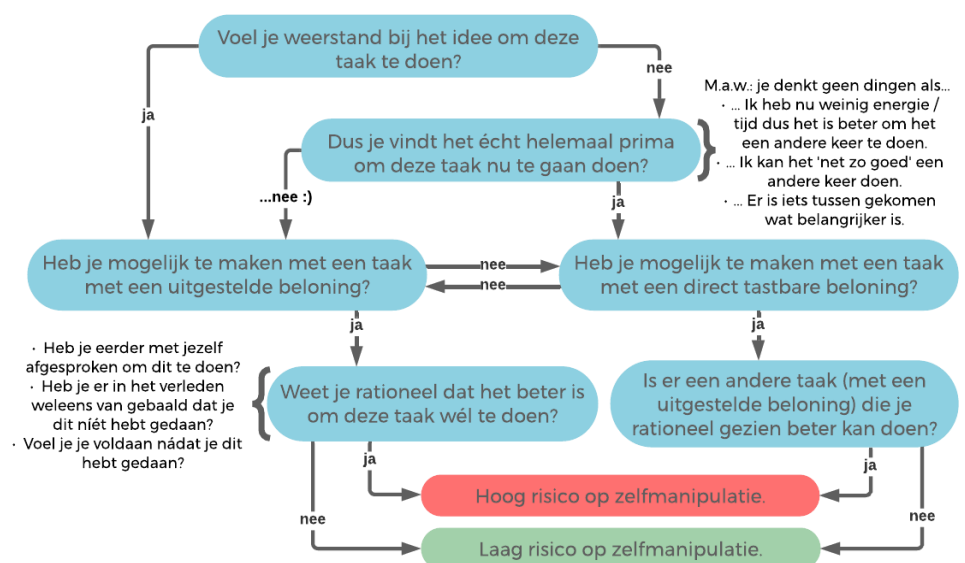 Voel je weerstand bij het idee om deze
taak te doen?
ja
nee
M.a.w.: je denkt geen dingen als...
· ... Ik heb nu weinig energie /
tijd dus het is beter om het
een andere keer te doen.
· ... Ik kan het 'net zo goed' een
andere keer doen.
· ... Er is iets tussen gekomen
wat belangrijker is.
Dus je vindt het écht helemaal prima
om deze taak nu te gaan doen?
...nee :)
ja
Heb je mogelijk te maken met een taak
met een uitgestelde beloning?
nee
nee
Heb je mogelijk te maken met een taak
met een direct tastbare beloning?
ja
ja
· Heb je eerder met jezelf
afgesproken om dit te doen?
· Heb je er in het verleden
weleens van gebaald dat je
dit níét hebt gedaan?
· Voel je je voldaan nádat je dit
hebt gedaan?
Weet je rationeel dat het beter is
om deze taak wél te doen?
Is er een andere taak (met een
uitgestelde beloning) die je
rationeel gezien beter kan doen?
ja
ja
Hoog risico op zelfmanipulatie.
nee
nee
Laag risico op zelfmanipulatie.